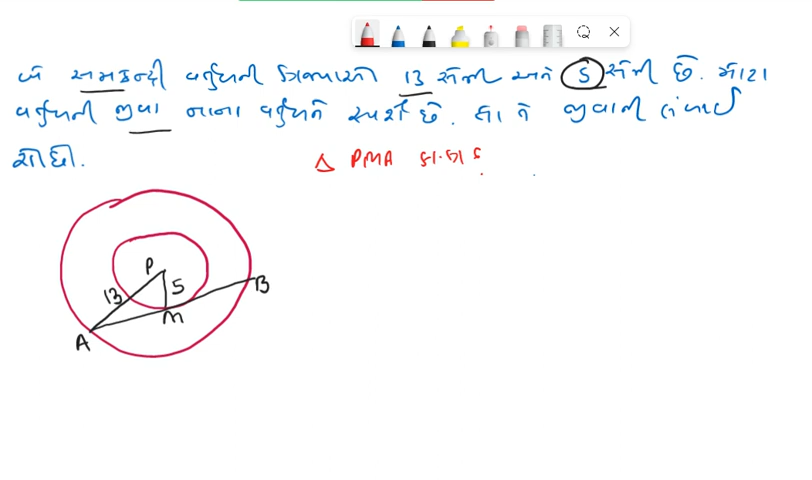 બે સમકેન્દ્રી વર્તુળની ત્રિજ્યાઓ 13 સેમી અને 5 સેમી છે. મોટા
વર્તુળની જીવા નાના વર્તુળને સ્પર્શે છે. તો તે જીવાની લંબાઈ
શોધો.
Δ PMA કા.કો.
P
13
5
B
M
A